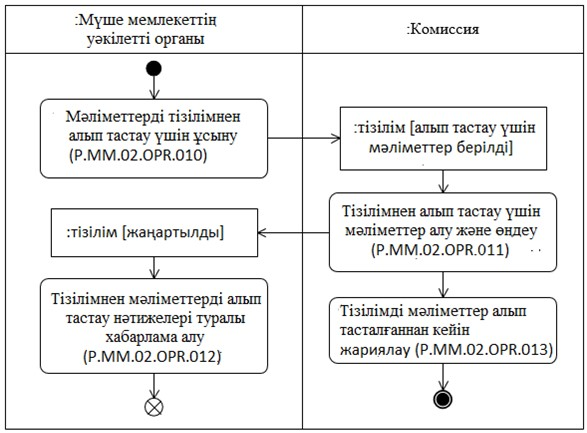 :Мүше мемлекеттің
уәкілетті органы
:Комиссия
Мәліметтерді тізілімнен
алып тастау үшін ұсыну
(P.MM.02.OPR.010)
:тізілім [алып тастау үшін
мәліметтер берілді]
Тізілімнен алып тастау үшін
мәліметтер алу және өңдеу
(P.MM.02.OPR.011)
:тізілім [жаңартылды]
Тізілімнен мәліметтерді алып
тастау нәтижелері туралы
хабарлама алу
(P.MM.02.OPR.012)
Тізілімді мәліметтер алып
тасталғаннан кейін
жариялау (P.MM.02.OPR.013)